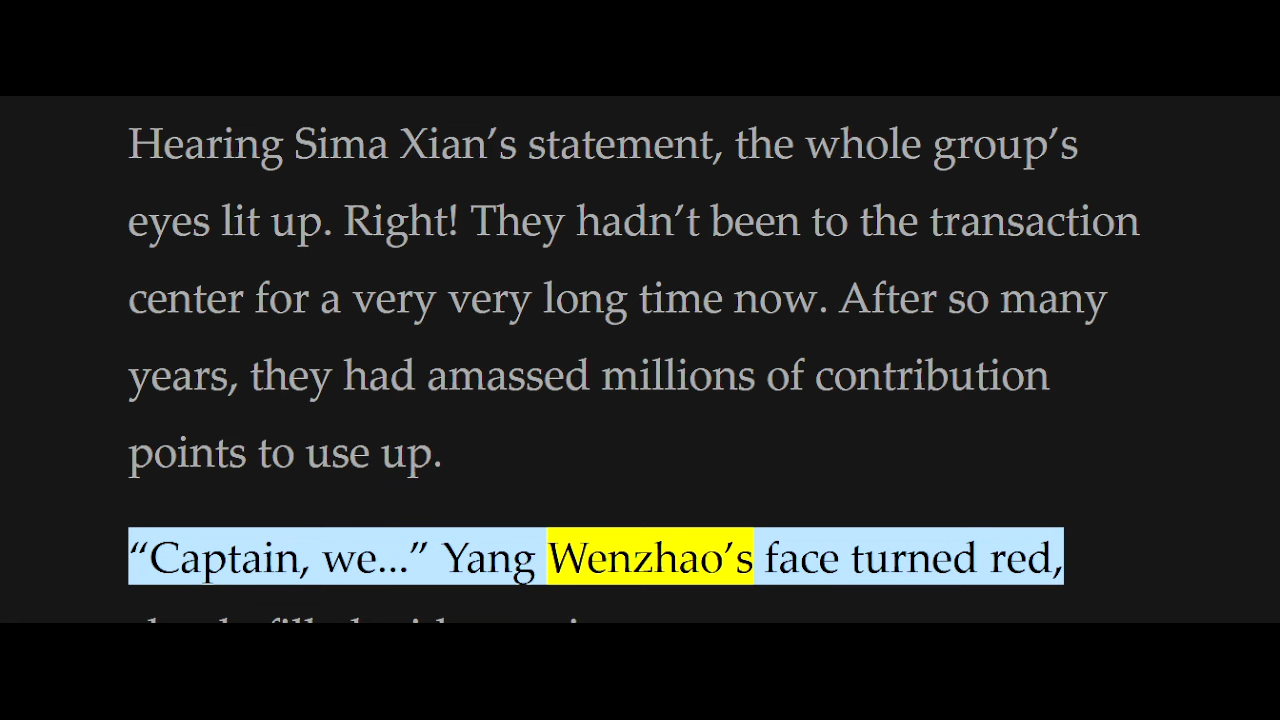 Hearing Sima Xian’s statement, the whole group’s
eyes lit up. Right! They hadn’t been to the transaction
center for a very very long time now. After so many
years, they had amassed millions of contribution
points to use up.
“Captain, we...” Yang Wenzhao’s face turned red,